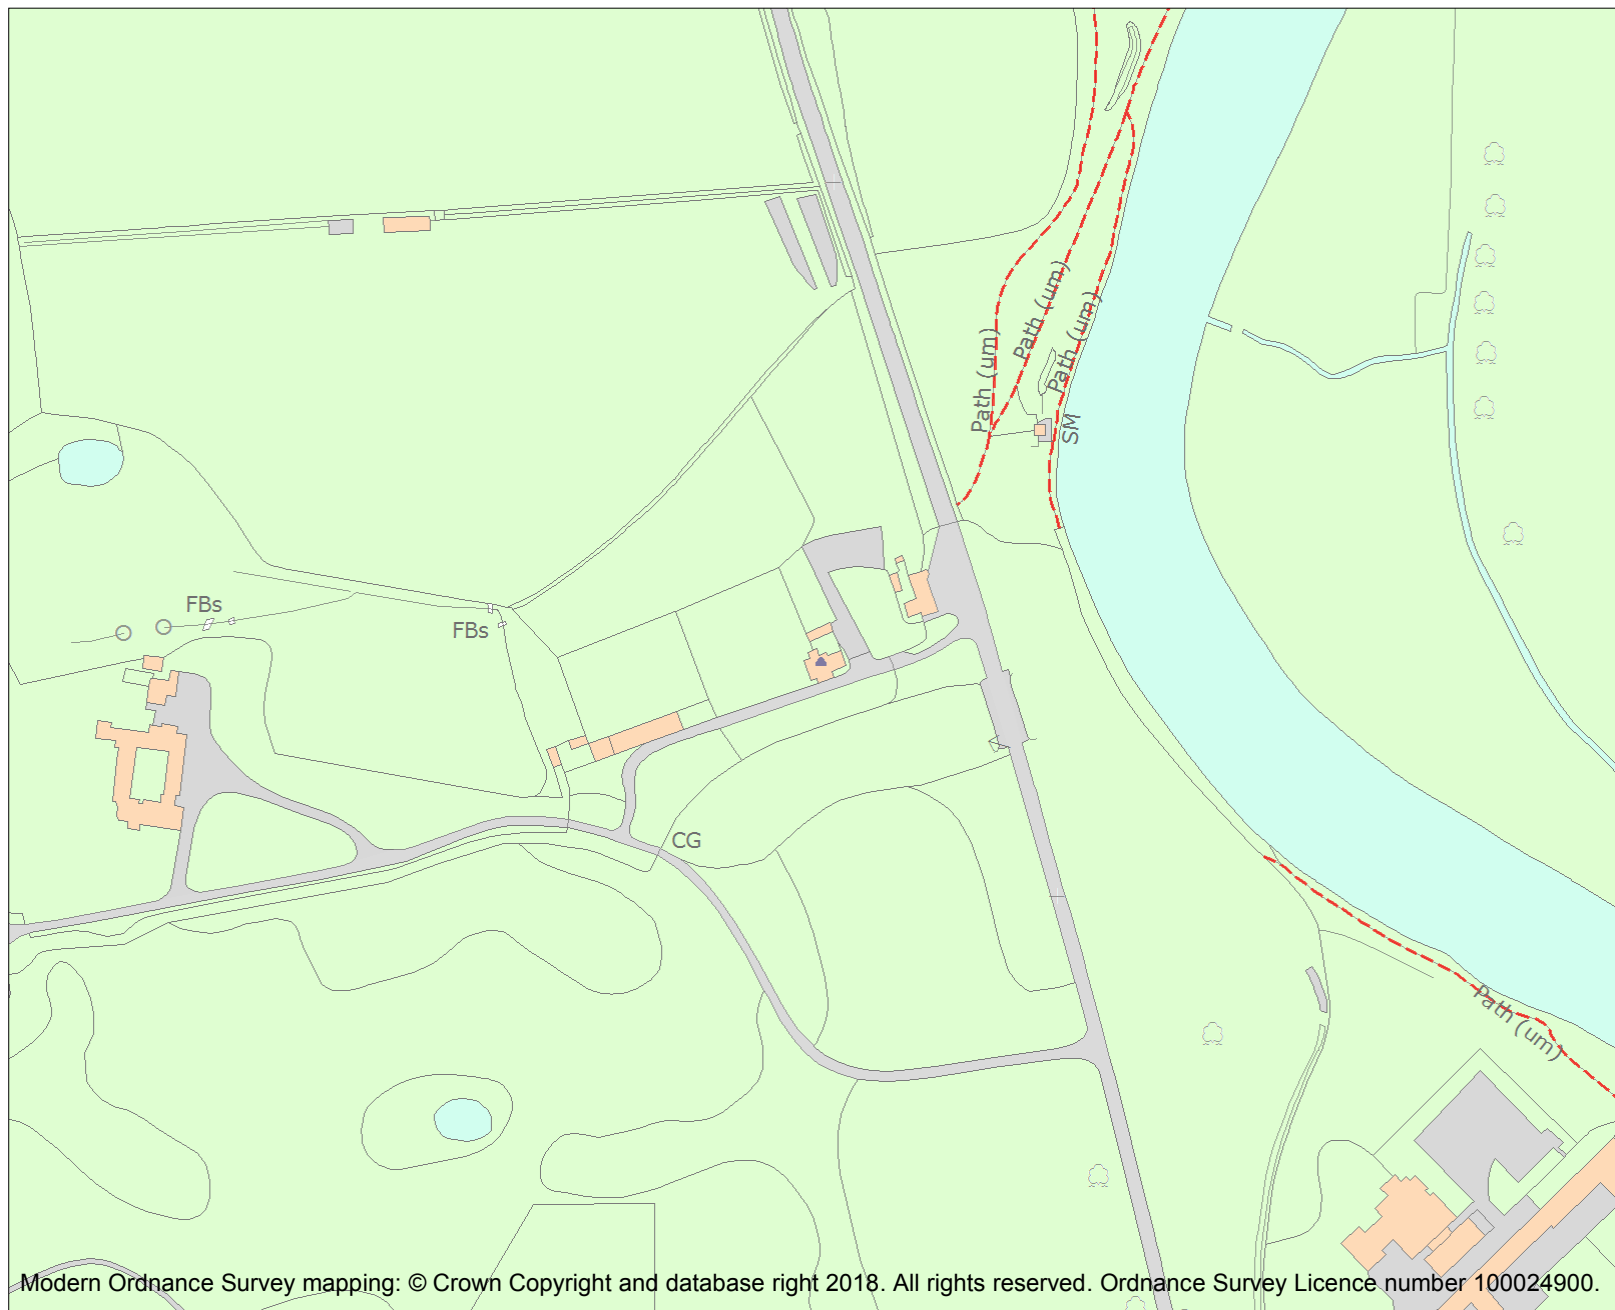 Path (um)
Path (um)
Path (um)
SM
FBs
FBs
CG
Path (um)
Modern Ordnance Survey mapping: © Crown Copyright and database right 2018. All rights reserved. Ordnance Survey Licence number 100024900.